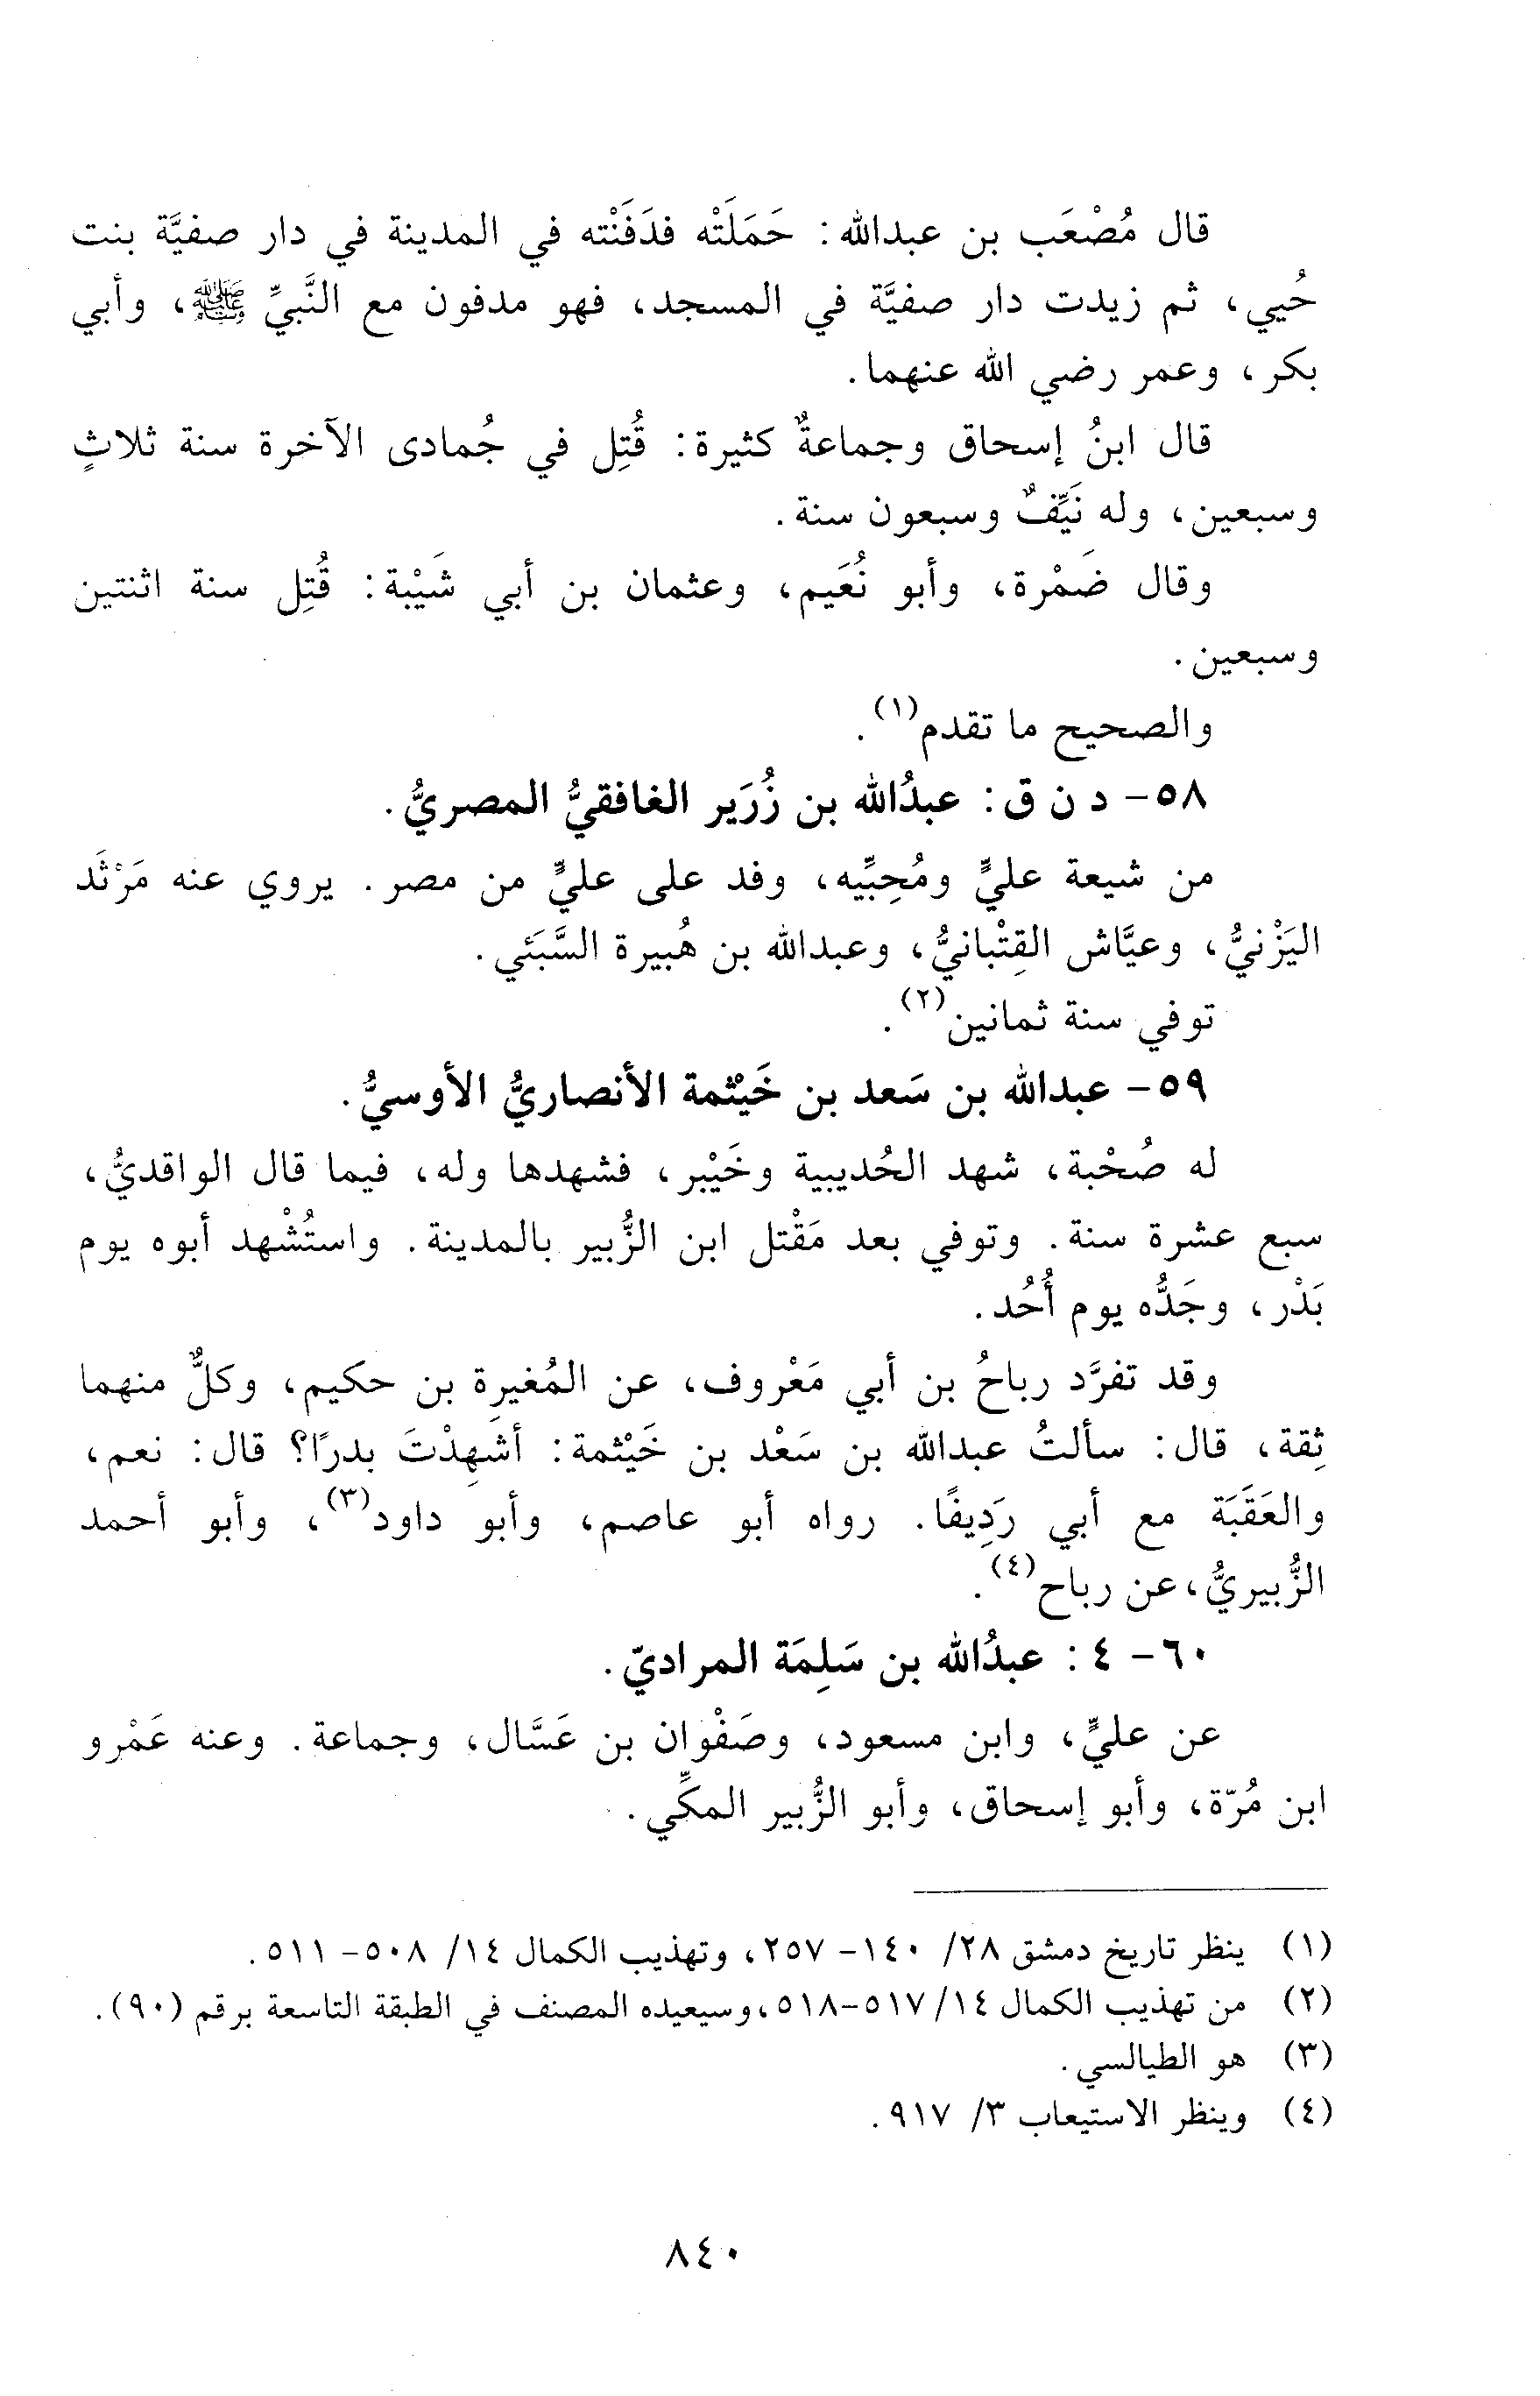 قال مُصْعَب بن عبدالله: حَمَلَتْه فدَفَنْته في المدينة في دار صفيَّة بنت
حُيي، ثم زيدت دار صفيَّة في المسجد، فهو مدفون مع النَّبيِّ ﷺ، وأبي
بكر، وعمر رضي الله عنهما.
قال ابنُ إسحاق وجماعةٌ كثيرة: قُتِل في جُمادى الآخرة سنة ثلاثٍ
وسبعين، وله نَيِّفٌ وسبعون سنة.
وقال ضَمْرة، وأبو نُعَيم، وعثمان بن أبي شَيْبة: قُتِل سنة اثنتين
وسبعين.
والصحيح ما تقدم(١).
٥٨- د ن ق: عبدُالله بن زُرَير الغافقيُّ المصريُّ.
من شيعة عليٍّ ومُحِبِّيه، وفد على عليٍّ من مصر. يروي عنه مَرْثَد
اليَزْنيُّ، وعيَّاش القِتْبانيُّ، وعبدالله بن هُبيرة السَّبَئي.
توفي سنة ثمانين(٢).
٥٩- عبدالله بن سَعد بن خَيْثمة الأنصاريُّ الأوسيُّ.
له صُحْبة، شهد الحُديبية وخَيْبر، فشهدها وله، فيما قال الواقديُّ،
سبع عشرة سنة. وتوفي بعد مَقْتل ابن الزُّبير بالمدينة. واستُشْهد أبوه يوم
بَدْر، وجَدُّه يوم أُحُد.
وقد تفرَّد رباحُ بن أبي مَعْروف، عن المُغيرِة بن حكيم، وكلٌّ منهما
ثِقة، قال: سألتُ عبدالله بن سَعْد بن خَيْثمة: أشهِدْتَ بدرًا؟ قال: نعم،
والعَقَبَة مع أبي رَدِيفًا. رواه أبو عاصم، وأبو داود(٣)، وأبو أحمد
الزُّبيريُّ، عن رباح(٤).
٦٠- ٤: عبدُالله بن سَلِمَة المراديّ.
عن عليٍّ، وابن مسعود، وصَفْوان بن عَسَّال، وجماعة. وعنه عَمْرو
ابن مُرّة، وأبو إسحاق، وأبو الزُّبير المكِّي.
(١) ينظر تاريخ دمشق ٢٨/ ١٤٠- ٢٥٧، وتهذيب الكمال ١٤/ ٥٠٨- ٥١١.
(٢) من تهذيب الكمال ١٤/ ٥١٧-٥١٨، وسيعيده المصنف في الطبقة التاسعة برقم (٩٠).
(٣) هو الطيالسي.
(٤) وينظر الاستيعاب ٣/ ٩١٧.
٨٤٠